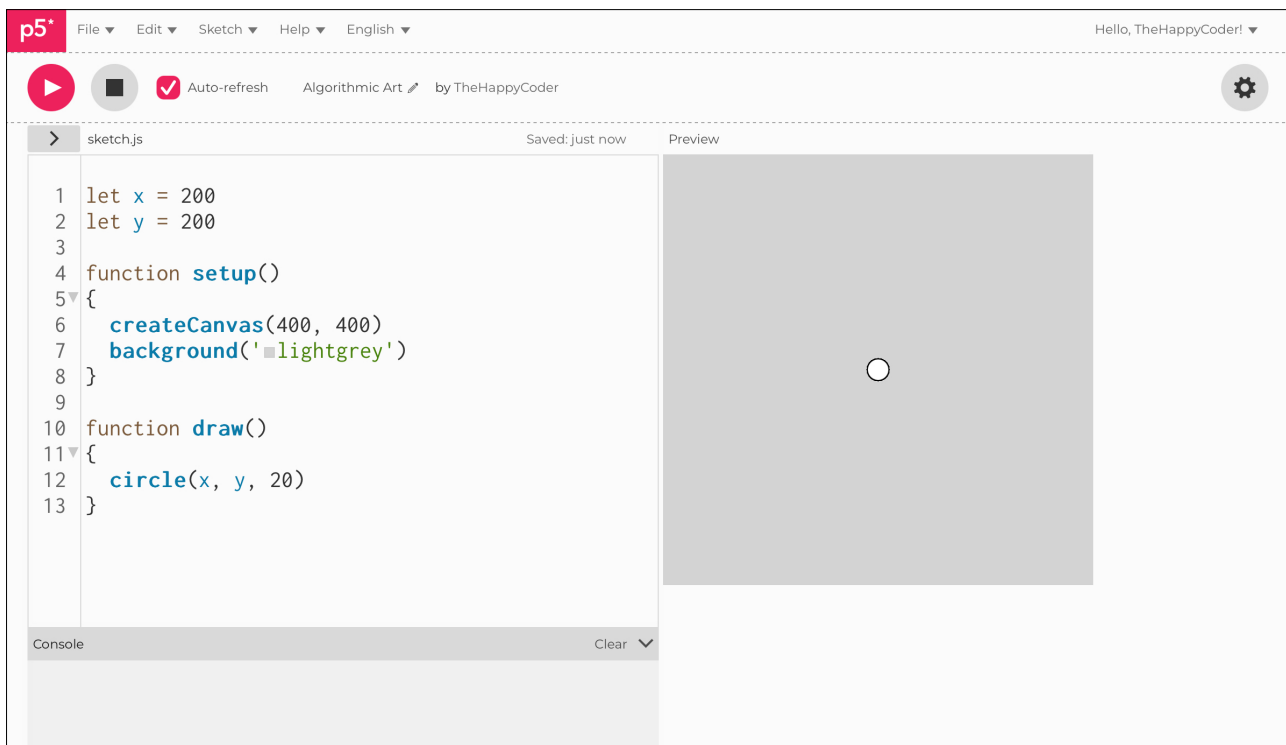 p5* File Edit Sketch Help English Hello, TheHappyCoder!
Auto-refresh Algorithmic Art by TheHappyCoder
sketch.js Saved: just now Preview
1 let x = 200
2 let y = 200
3
4 function setup()
5 {
6   createCanvas(400, 400)
7   background('lightgrey')
8 }
9
10 function draw()
11 {
12   circle(x, y, 20)
13 }
Console Clear